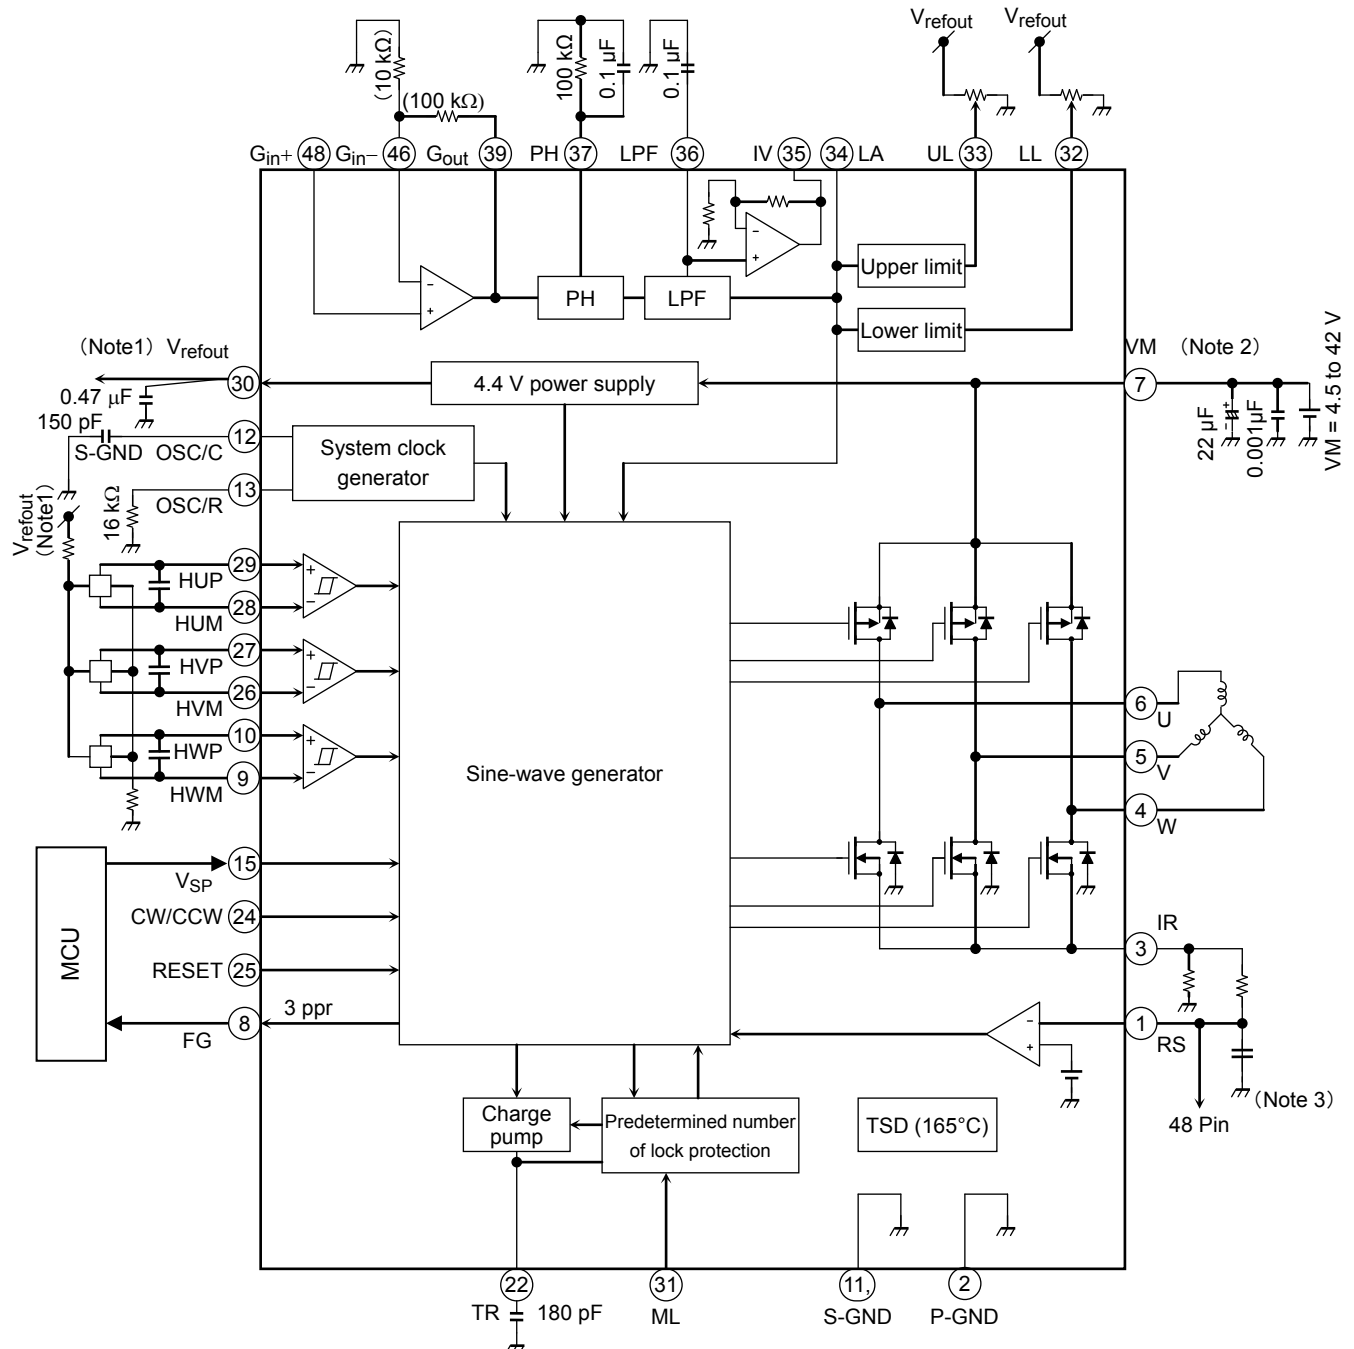 Vrefout
Vrefout
(10 kΩ)
(100 kΩ)
100 kΩ
0.1 μF
0.1 μF
Gin+ 48
Gin− 46
Gout 39
PH 37
LPF 36
IV 35
34 LA
UL 33
LL 32
Upper limit
PH
LPF
Lower limit
(Note1) Vrefout
30
0.47 μF
4.4 V power supply
VM (Note 2)
7
22 μF
0.001μF
VM = 4.5 to 42 V
150 pF
S-GND OSC/C
12
System clock
generator
13
OSC/R
16 kΩ
Vrefout
(Note1)
29
HUP
28
HUM
27
HVP
26
HVM
10
HWP
9
HWM
Sine-wave generator
6
U
5
V
4
W
MCU
15
VSP
CW/CCW 24
RESET 25
8
FG
3 ppr
IR
3
1
RS
(Note 3)
48 Pin
Charge
pump
Predetermined number
of lock protection
TSD (165°C)
22
TR 180 pF
31
ML
11,
S-GND
2
P-GND
+
−
−
+
−
+
+
−
+
−
+
−
−
+